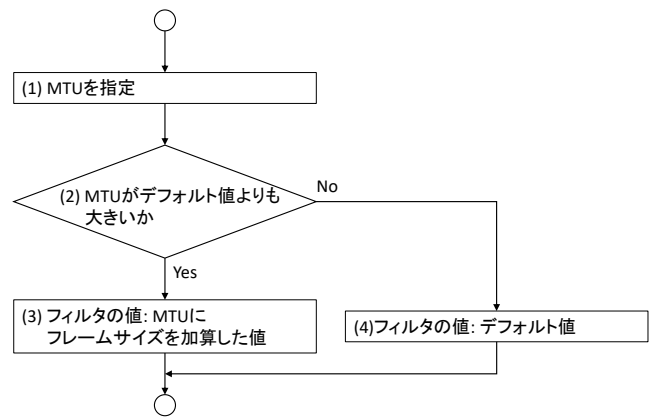 (1) MTUを指定
(2) MTUがデフォルト値よりも
大きいか
No
Yes
(3) フィルタの値: MTUに
フレームサイズを加算した値
(4)フィルタの値: デフォルト値